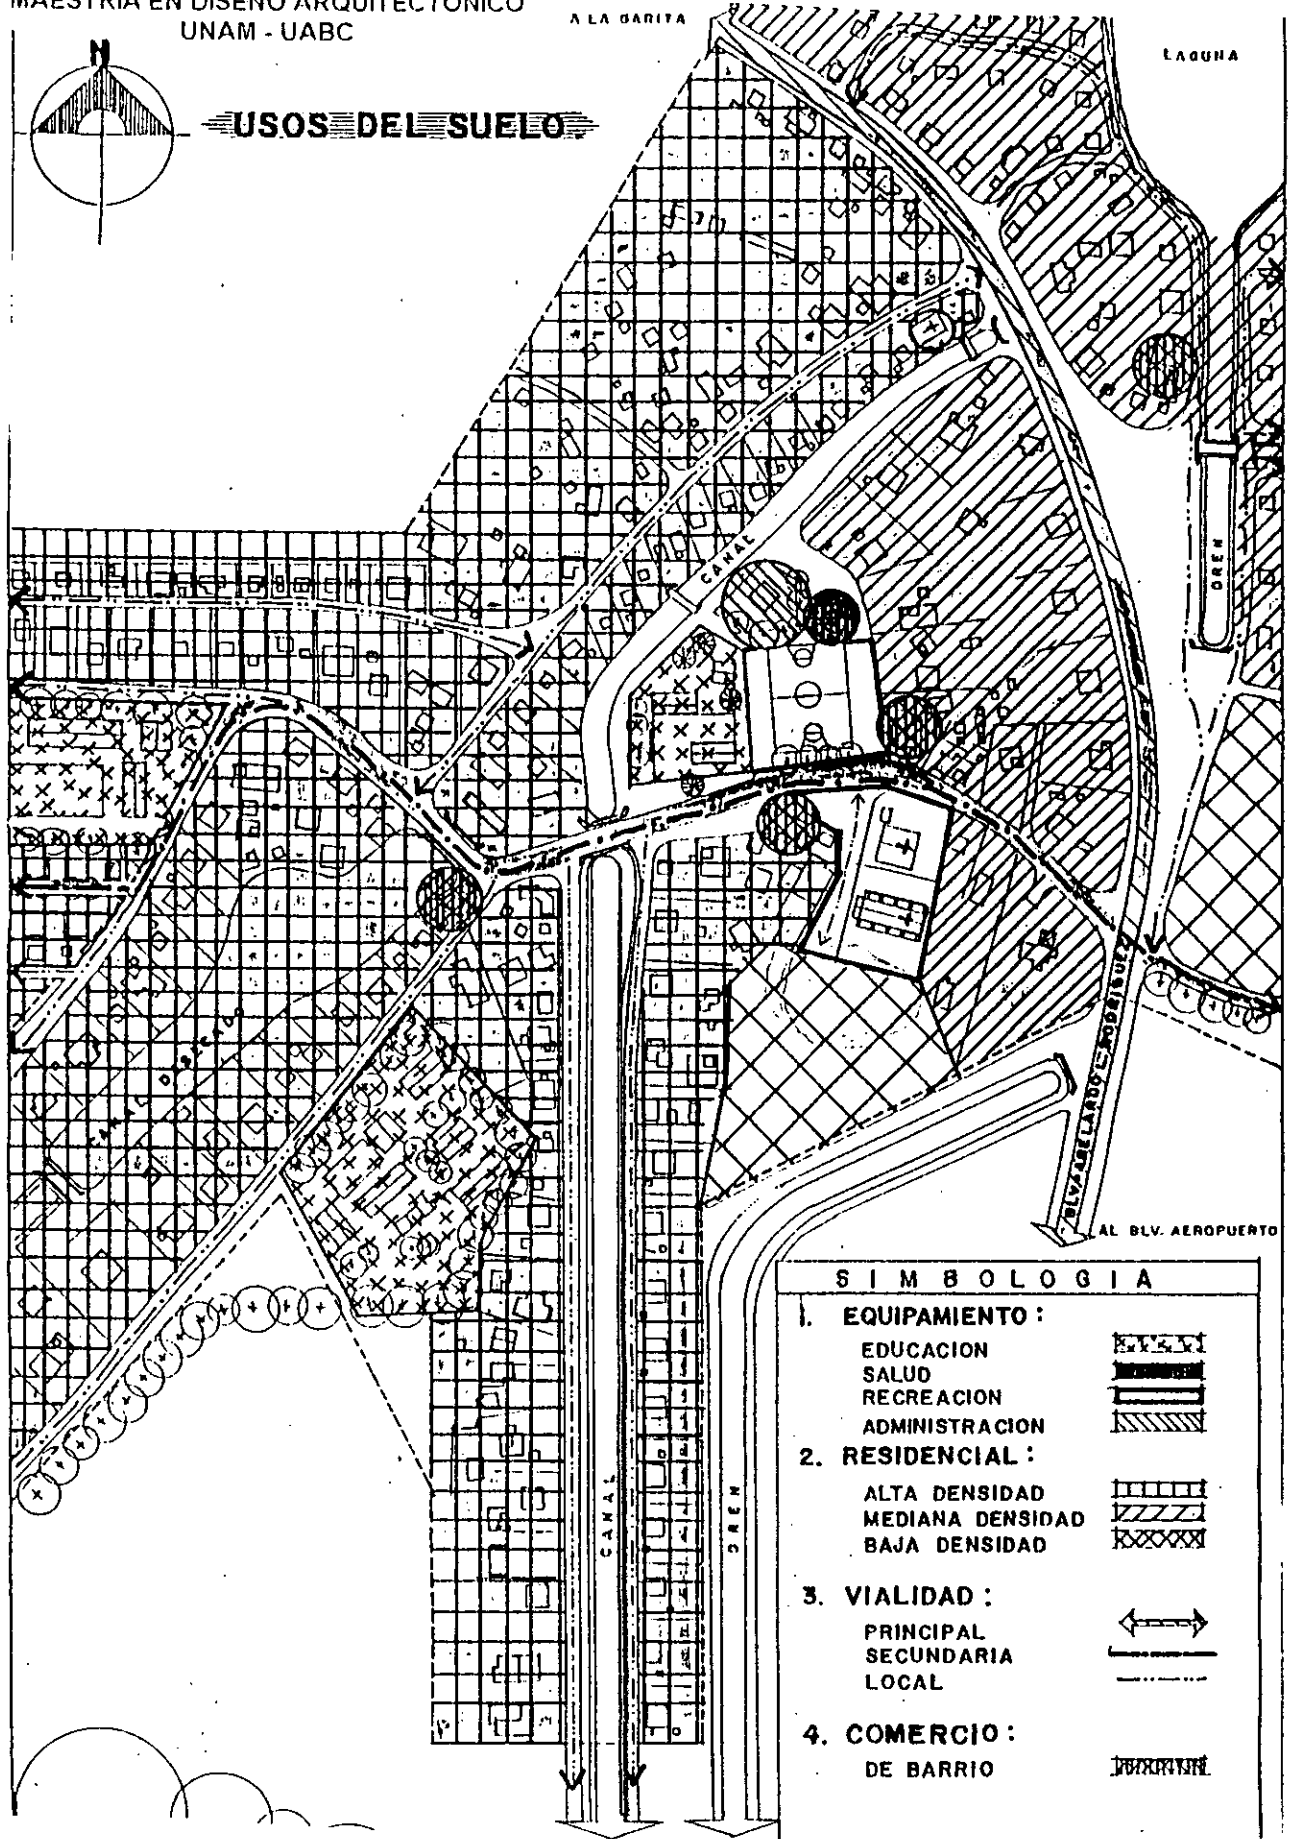 MAESTRIA EN DISEÑO ARQUITECTONICO
UNAM - UABC
A LA GARITA
LAGUNA
N
USOS DEL SUELO
CANAL
DREN
BLV. ABELARDO L. RODRIGUEZ
AL BLV. AEROPUERTO
CANAL
DREN
SIMBOLOGIA
1. EQUIPAMIENTO :
EDUCACION
SALUD
RECREACION
ADMINISTRACION
2. RESIDENCIAL :
ALTA DENSIDAD
MEDIANA DENSIDAD
BAJA DENSIDAD
3. VIALIDAD :
PRINCIPAL
SECUNDARIA
LOCAL
4. COMERCIO :
DE BARRIO